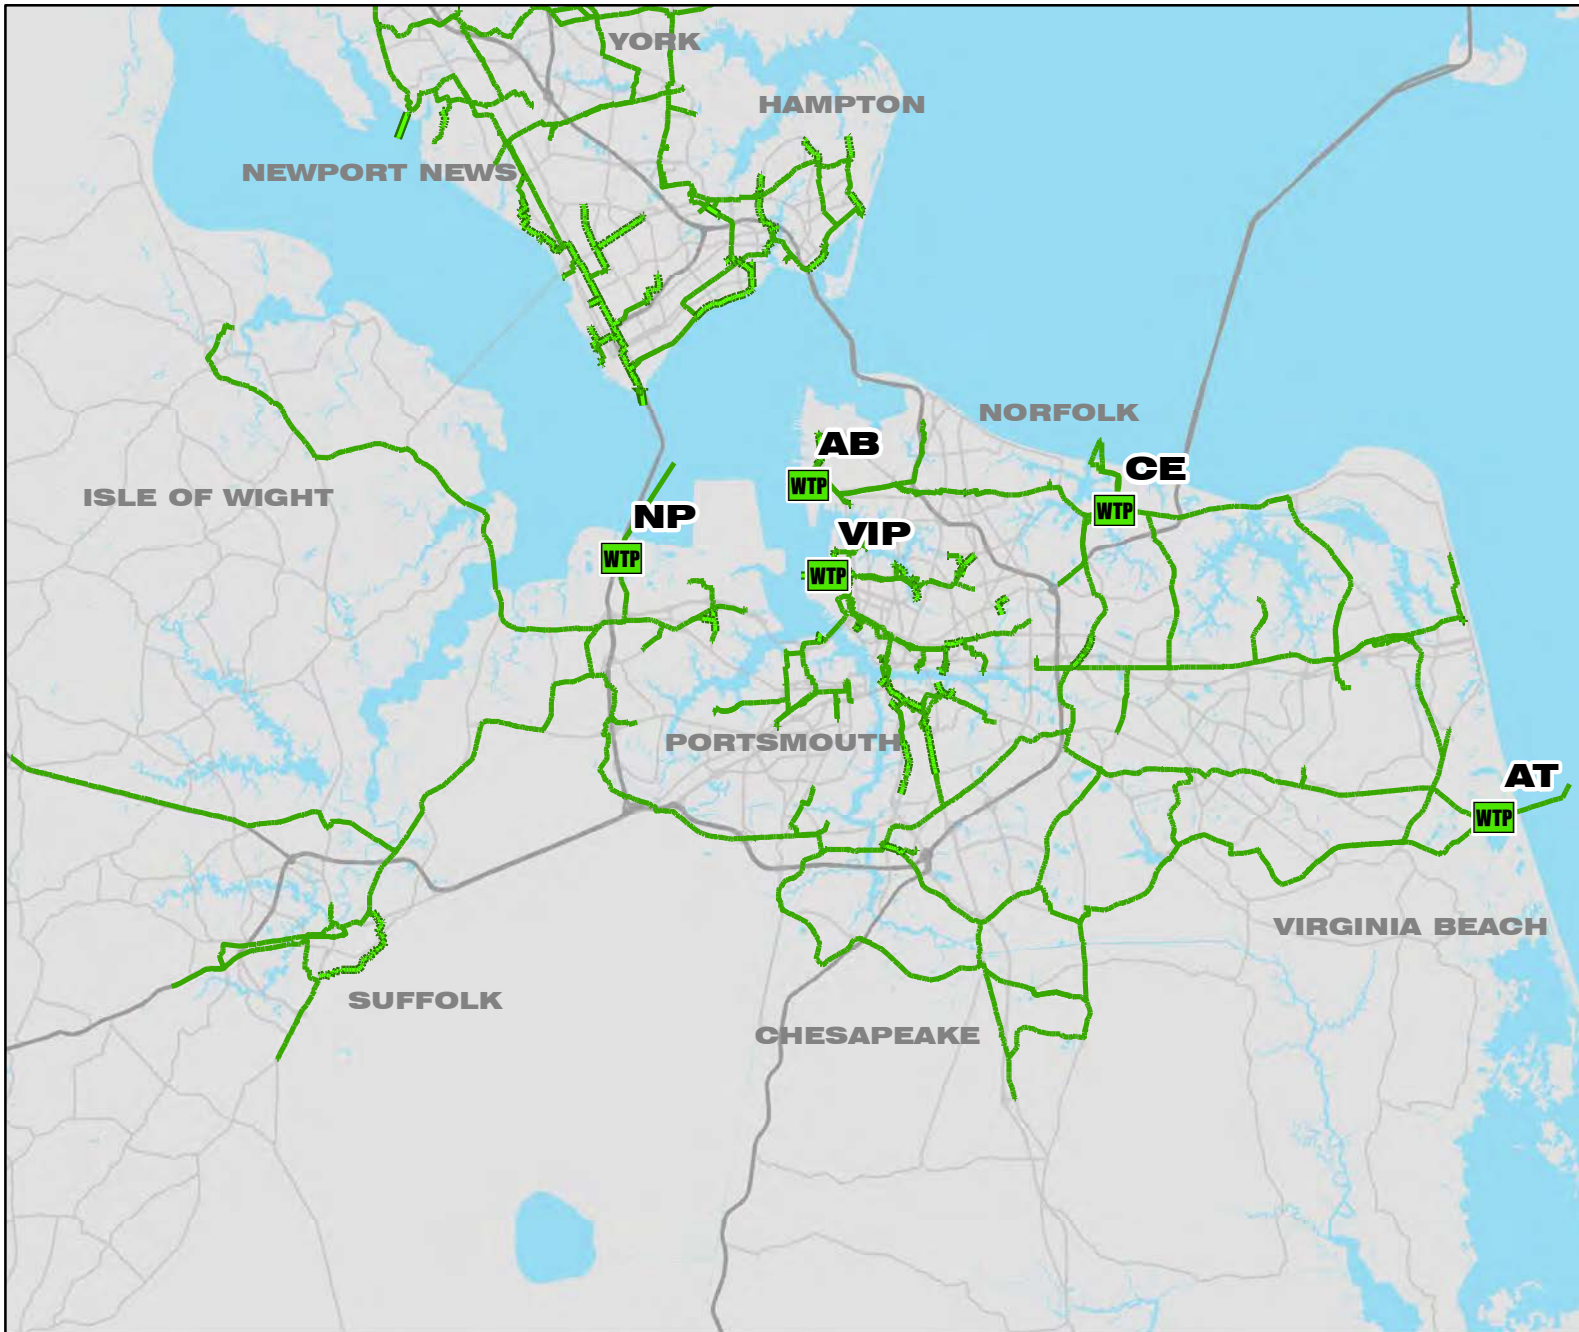 YORK
HAMPTON
NEWPORT NEWS
NORFOLK
AB
CE
WTP
ISLE OF WIGHT
WTP
NP
VIP
WTP
WTP
PORTSMOUTH
AT
WTP
VIRGINIA BEACH
SUFFOLK
CHESAPEAKE